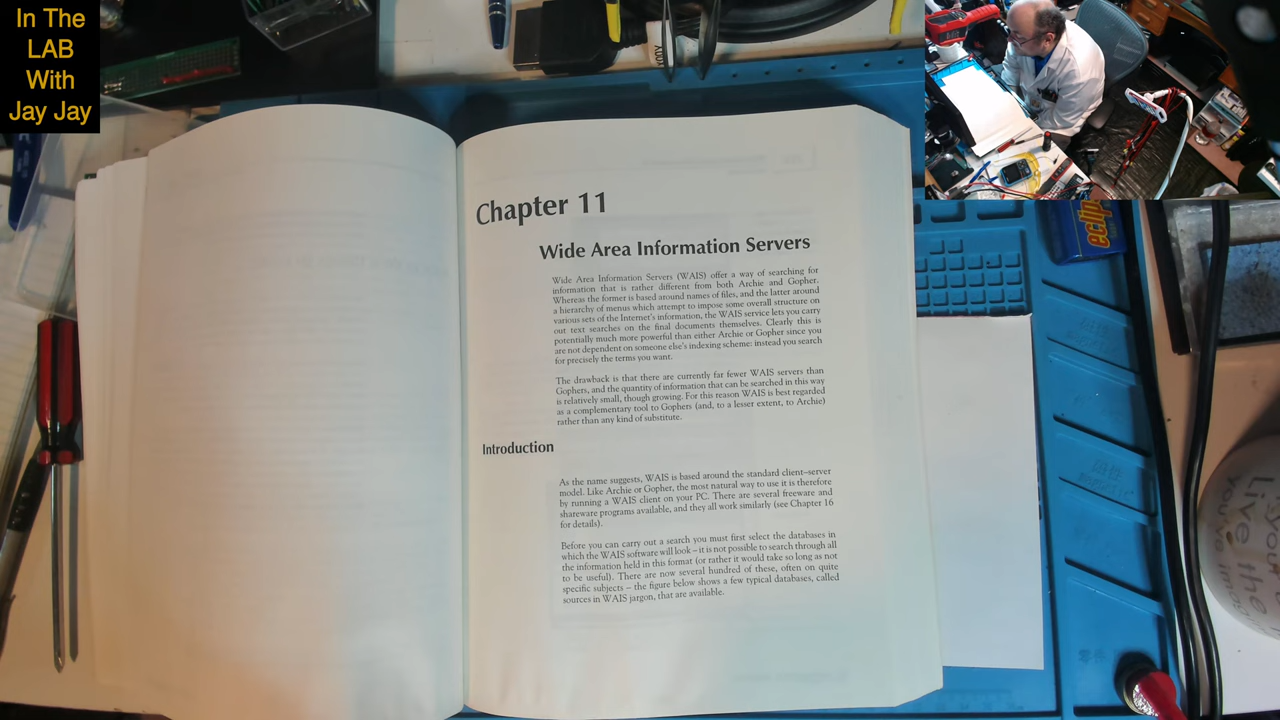 In The
LAB
With
Jay Jay
Chapter 11
Wide Area Information Servers
Wide Area Information Servers (WAIS) offer a way of searching for
information that is rather different from both Archie and Gopher.
Whereas the former is based around names of files, and the latter around
a hierarchy of menus which attempt to impose some overall structure on
various sets of the Internet's information, the WAIS service lets you carry
out text searches on the final documents themselves. Clearly this is
potentially much more powerful than either Archie or Gopher since you
are not dependent on someone else's indexing scheme: instead you search
for precisely the terms you want.
The drawback is that there are currently far fewer WAIS servers than
Gophers, and the quantity of information that can be searched in this way
is relatively small, though growing. For this reason WAIS is best regarded
as a complementary tool to Gophers (and, to a lesser extent, to Archie)
rather than any kind of substitute.
Introduction
As the name suggests, WAIS is based around the standard client–server
model. Like Archie or Gopher, the most natural way to use it is therefore
by running a WAIS client on your PC. There are several freeware and
shareware programs available, and they all work similarly (see Chapter 16
for details).
Before you can carry out a search you must first select the databases in
which the WAIS software will look – it is not possible to search through all
the information held in this format (or rather it would take so long as not
to be useful). There are now several hundred of these, often on quite
specific subjects – the figure below shows a few typical databases, called
sources in WAIS jargon, that are available.
Live
the